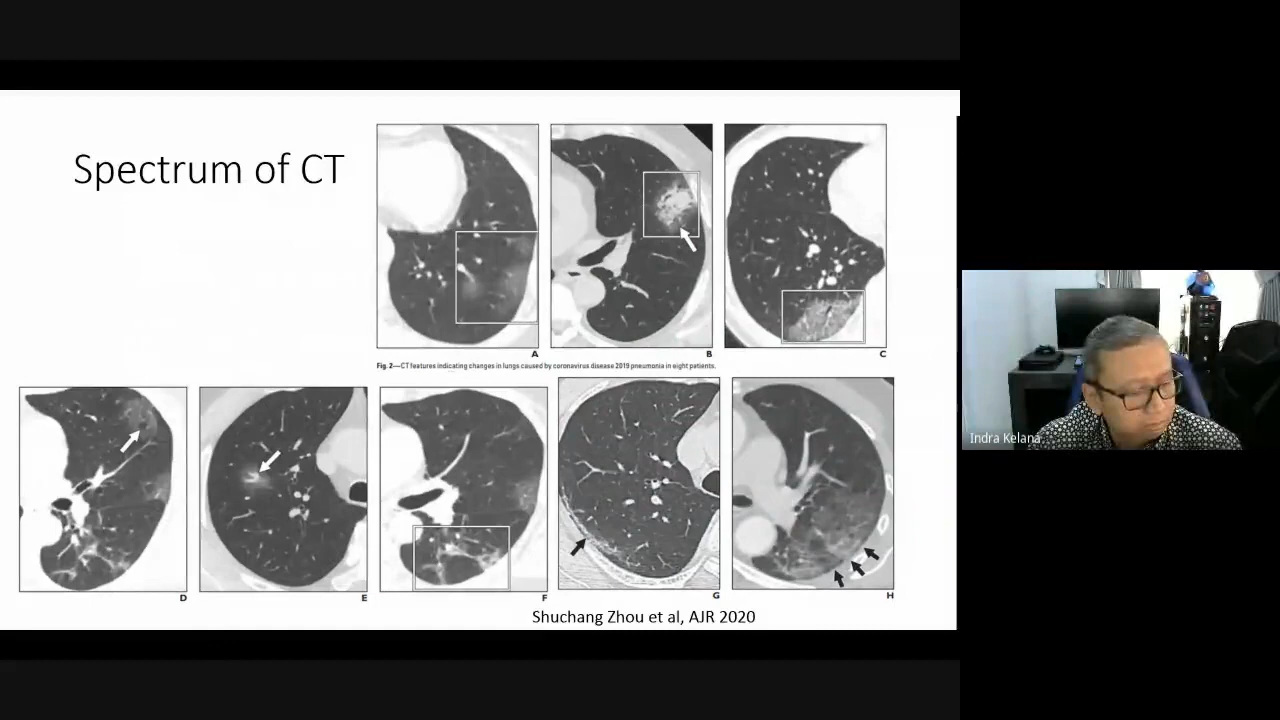 Spectrum of CT
A
B
C
Fig. 2—CT features indicating changes in lungs caused by coronavirus disease 2019 pneumonia in eight patients.
D
E
F
G
H
Shuchang Zhou et al, AJR 2020
Indra Kelana